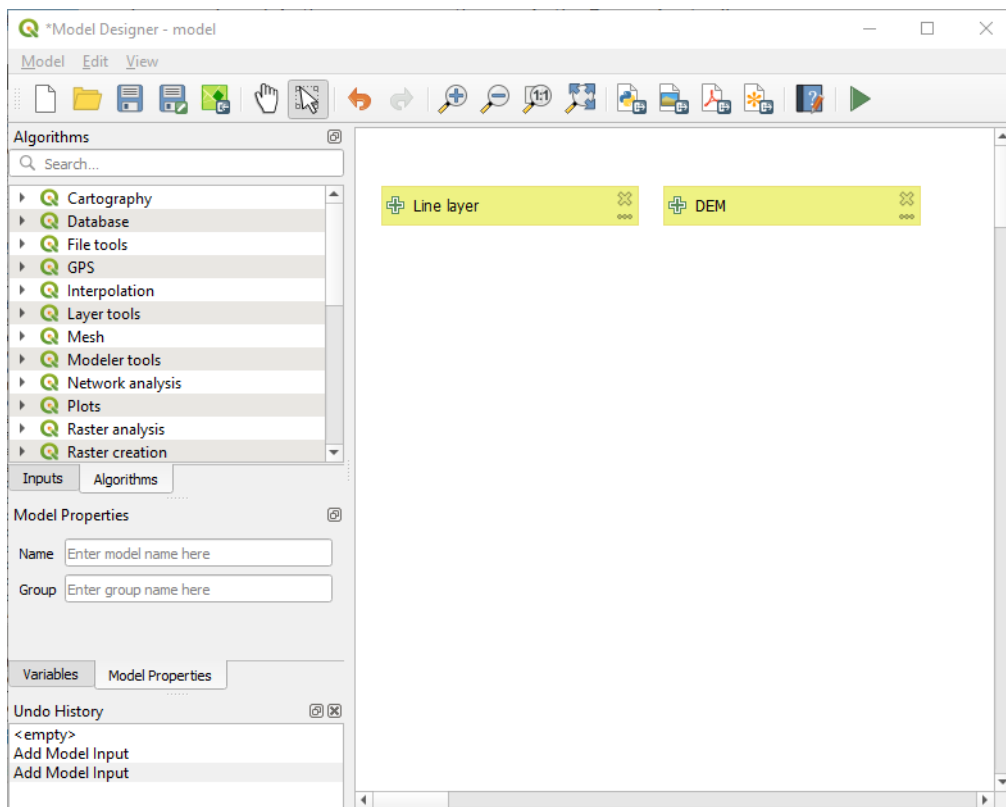 *Model Designer - model
Model Edit View
Algorithms
Search...
Line layer
DEM
Cartography
Database
File tools
GPS
Interpolation
Layer tools
Mesh
Modeler tools
Network analysis
Plots
Raster analysis
Raster creation
Inputs Algorithms
Model Properties
Name Enter model name here
Group Enter group name here
Variables Model Properties
Undo History
<empty>
Add Model Input
Add Model Input